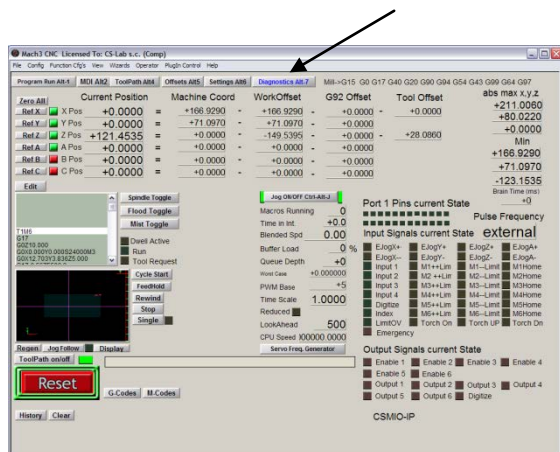 Mach3 CNC Licensed To: CS-Lab s.c. (Comp)
File Config Function Cfg's View Wizards Operator PlugIn Control Help
Program Run Alt-1 MDI Alt2 ToolPath Alt4 Offsets Alt5 Settings Alt6 Diagnostics Alt-7 Mill->G15 G0 G17 G40 G20 G90 G94 G54 G43 G99 G64 G97
Zero All Current Position Machine Coord WorkOffset G92 Offset Tool Offset abs max x,y,z
Ref X X Pos +0.0000 = +166.9290 - +166.9290 - +0.0000 - +0.0000 +211.0060
Ref Y Y Pos +0.0000 = +71.0970 - +71.0970 - +0.0000 +80.0220
Ref Z Z Pos +121.4535 = +0.0000 - -149.5395 - +0.0000 - +28.0860 +0.0000
Ref A A Pos +0.0000 = +0.0000 - +0.0000 - +0.0000 Min
Ref B B Pos +0.0000 = +0.0000 - +0.0000 - +0.0000 +166.9290
Ref C C Pos +0.0000 = +0.0000 - +0.0000 - +0.0000 +71.0970
-123.1535
Edit
Brain Time (ms)
+0
Spindle Toggle
Flood Toggle
Mist Toggle
T1M6
G17
G0Z10.000
G0X0.000Y0.000S24000M3
G0X12.703Y3.836Z5.000
Dwell Active
Run
Tool Request
Cycle Start
FeedHold
Rewind
Stop
Single
Regen Jog Follow Display
ToolPath on/off
Reset
G-Codes M-Codes
History Clear
Jog ON/OFF Ctrl-Alt-J
Macros Running 0
Time in Int. +0.0
Blended Spd 0.00
Buffer Load 0 %
Queue Depth +0
Worst Case +0.000000
PWM Base +5
Time Scale 1.0000
Reduced
LookAhead 500
CPU Speed
Servo Freq. Generator
Port 1 Pins current State
Pulse Frequency
Input Signals current State external
EJogX+ EJogY+ EJogZ+ EJogA+
EJogX- EJogY- EJogZ- EJogA-
Input 1 M1++Lim M1--Limit M1Home
Input 2 M2 ++Lim M2--Limit M2Home
Input 3 M3++Lim M3--Limit M3Home
Input 4 M4++Lim M4--Limit M4Home
Digitize M5++Lim M5--Limit M5Home
Index M6++Lim M6--Limit M6Home
LimitOV Torch On Torch UP Torch Dn
Emergency
Output Signals current State
Enable 1 Enable 2 Enable 3 Enable 4
Enable 5 Enable 6
Output 1 Output 2 Output 3 Output 4
Output 5 Output 6 Digitize
CSMIO-IP